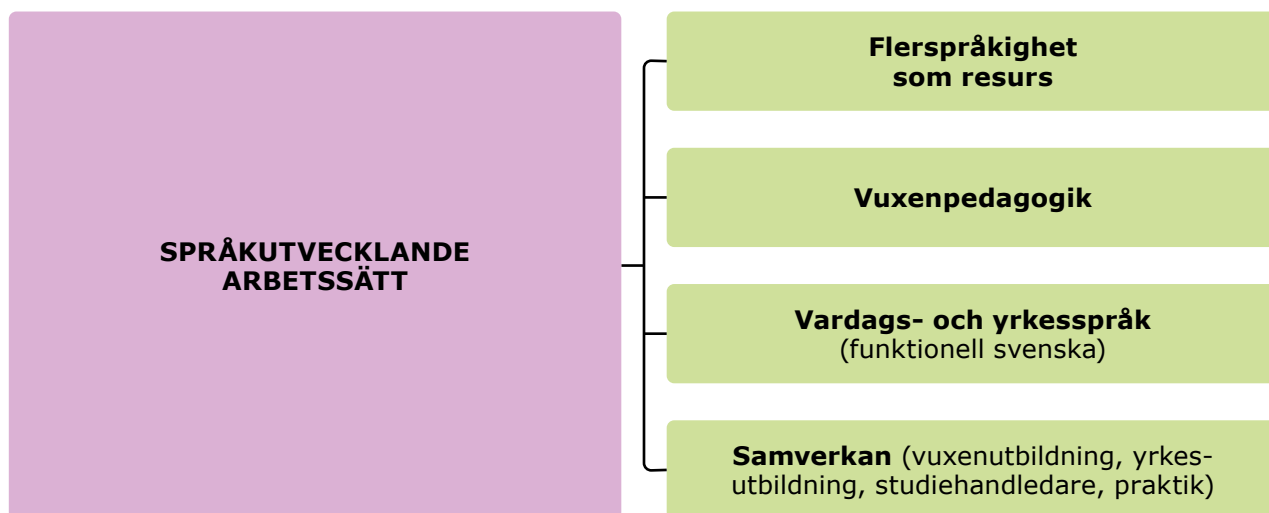 SPRÅKUTVECKLANDE
ARBETSSÄTT
Flerspråkighet
som resurs
Vuxenpedagogik
Vardags- och yrkesspråk
(funktionell svenska)
Samverkan (vuxenutbildning, yrkes-
utbildning, studiehandledare, praktik)